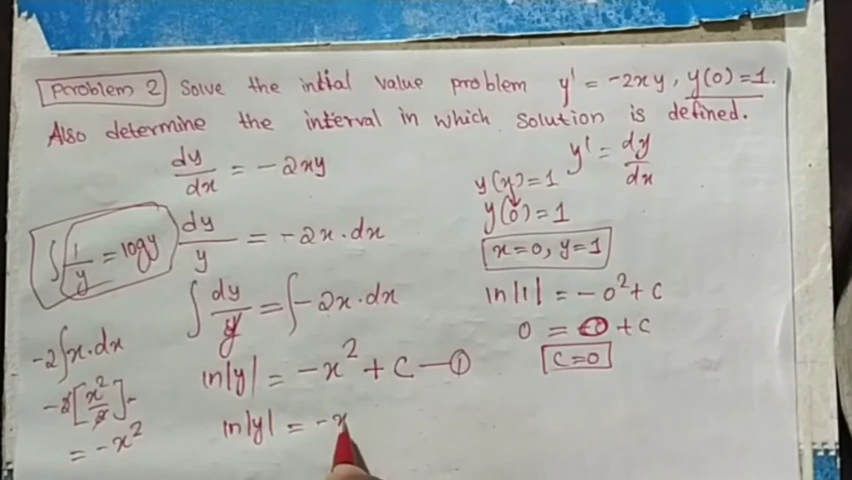 Problem 2 Solve the initial value problem y' = -2xy, y(0)=1.
Also determine the interval in which solution is defined.
dy/dx = -2xy
y' = dy/dx
y(x)=1
y(0)=1
x=0, y=1
ln|1| = -0² + C
0 = -0 + C
C=0
∫ 1/y = logy
dy/y = -2x.dx
∫ dy/y = ∫ -2x.dx
ln|y| = -x² + C — ①
ln|y| = -x
-2∫x.dx
-2[x²/2]
= -x²